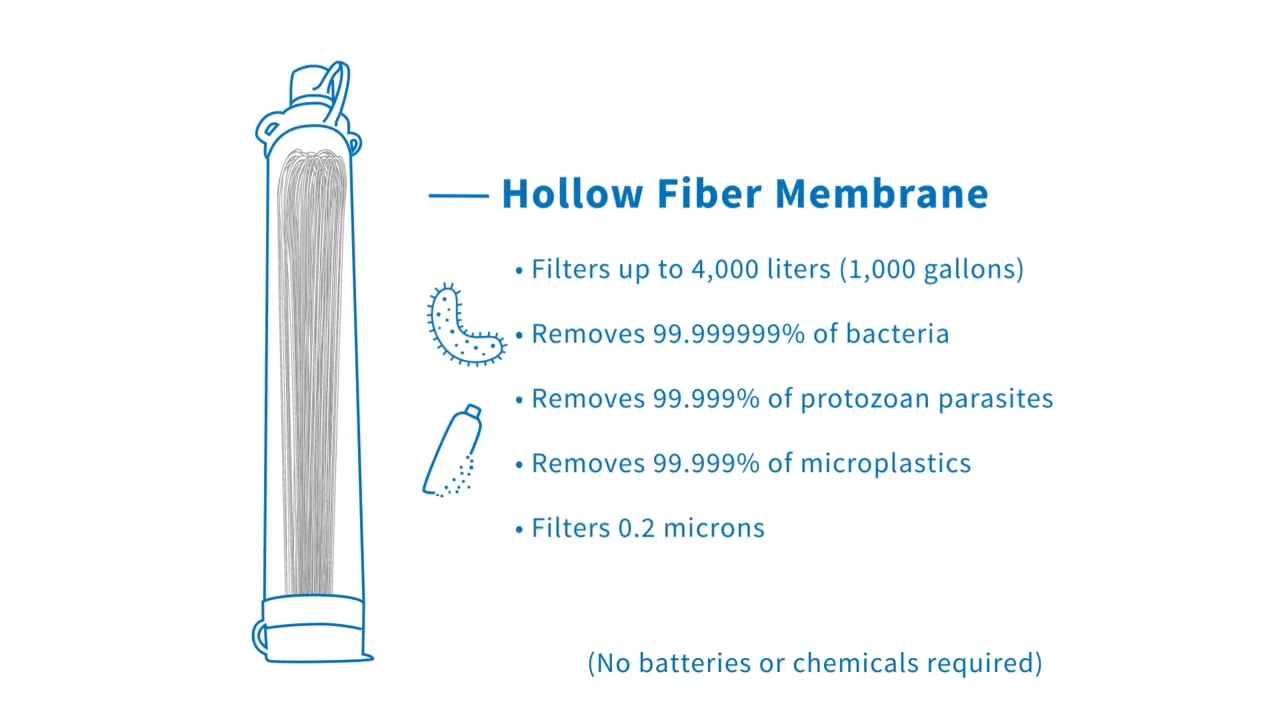 Hollow Fiber Membrane
• Filters up to 4,000 liters (1,000 gallons)
• Removes 99.999999% of bacteria
• Removes 99.999% of protozoan parasites
• Removes 99.999% of microplastics
• Filters 0.2 microns
(No batteries or chemicals required)